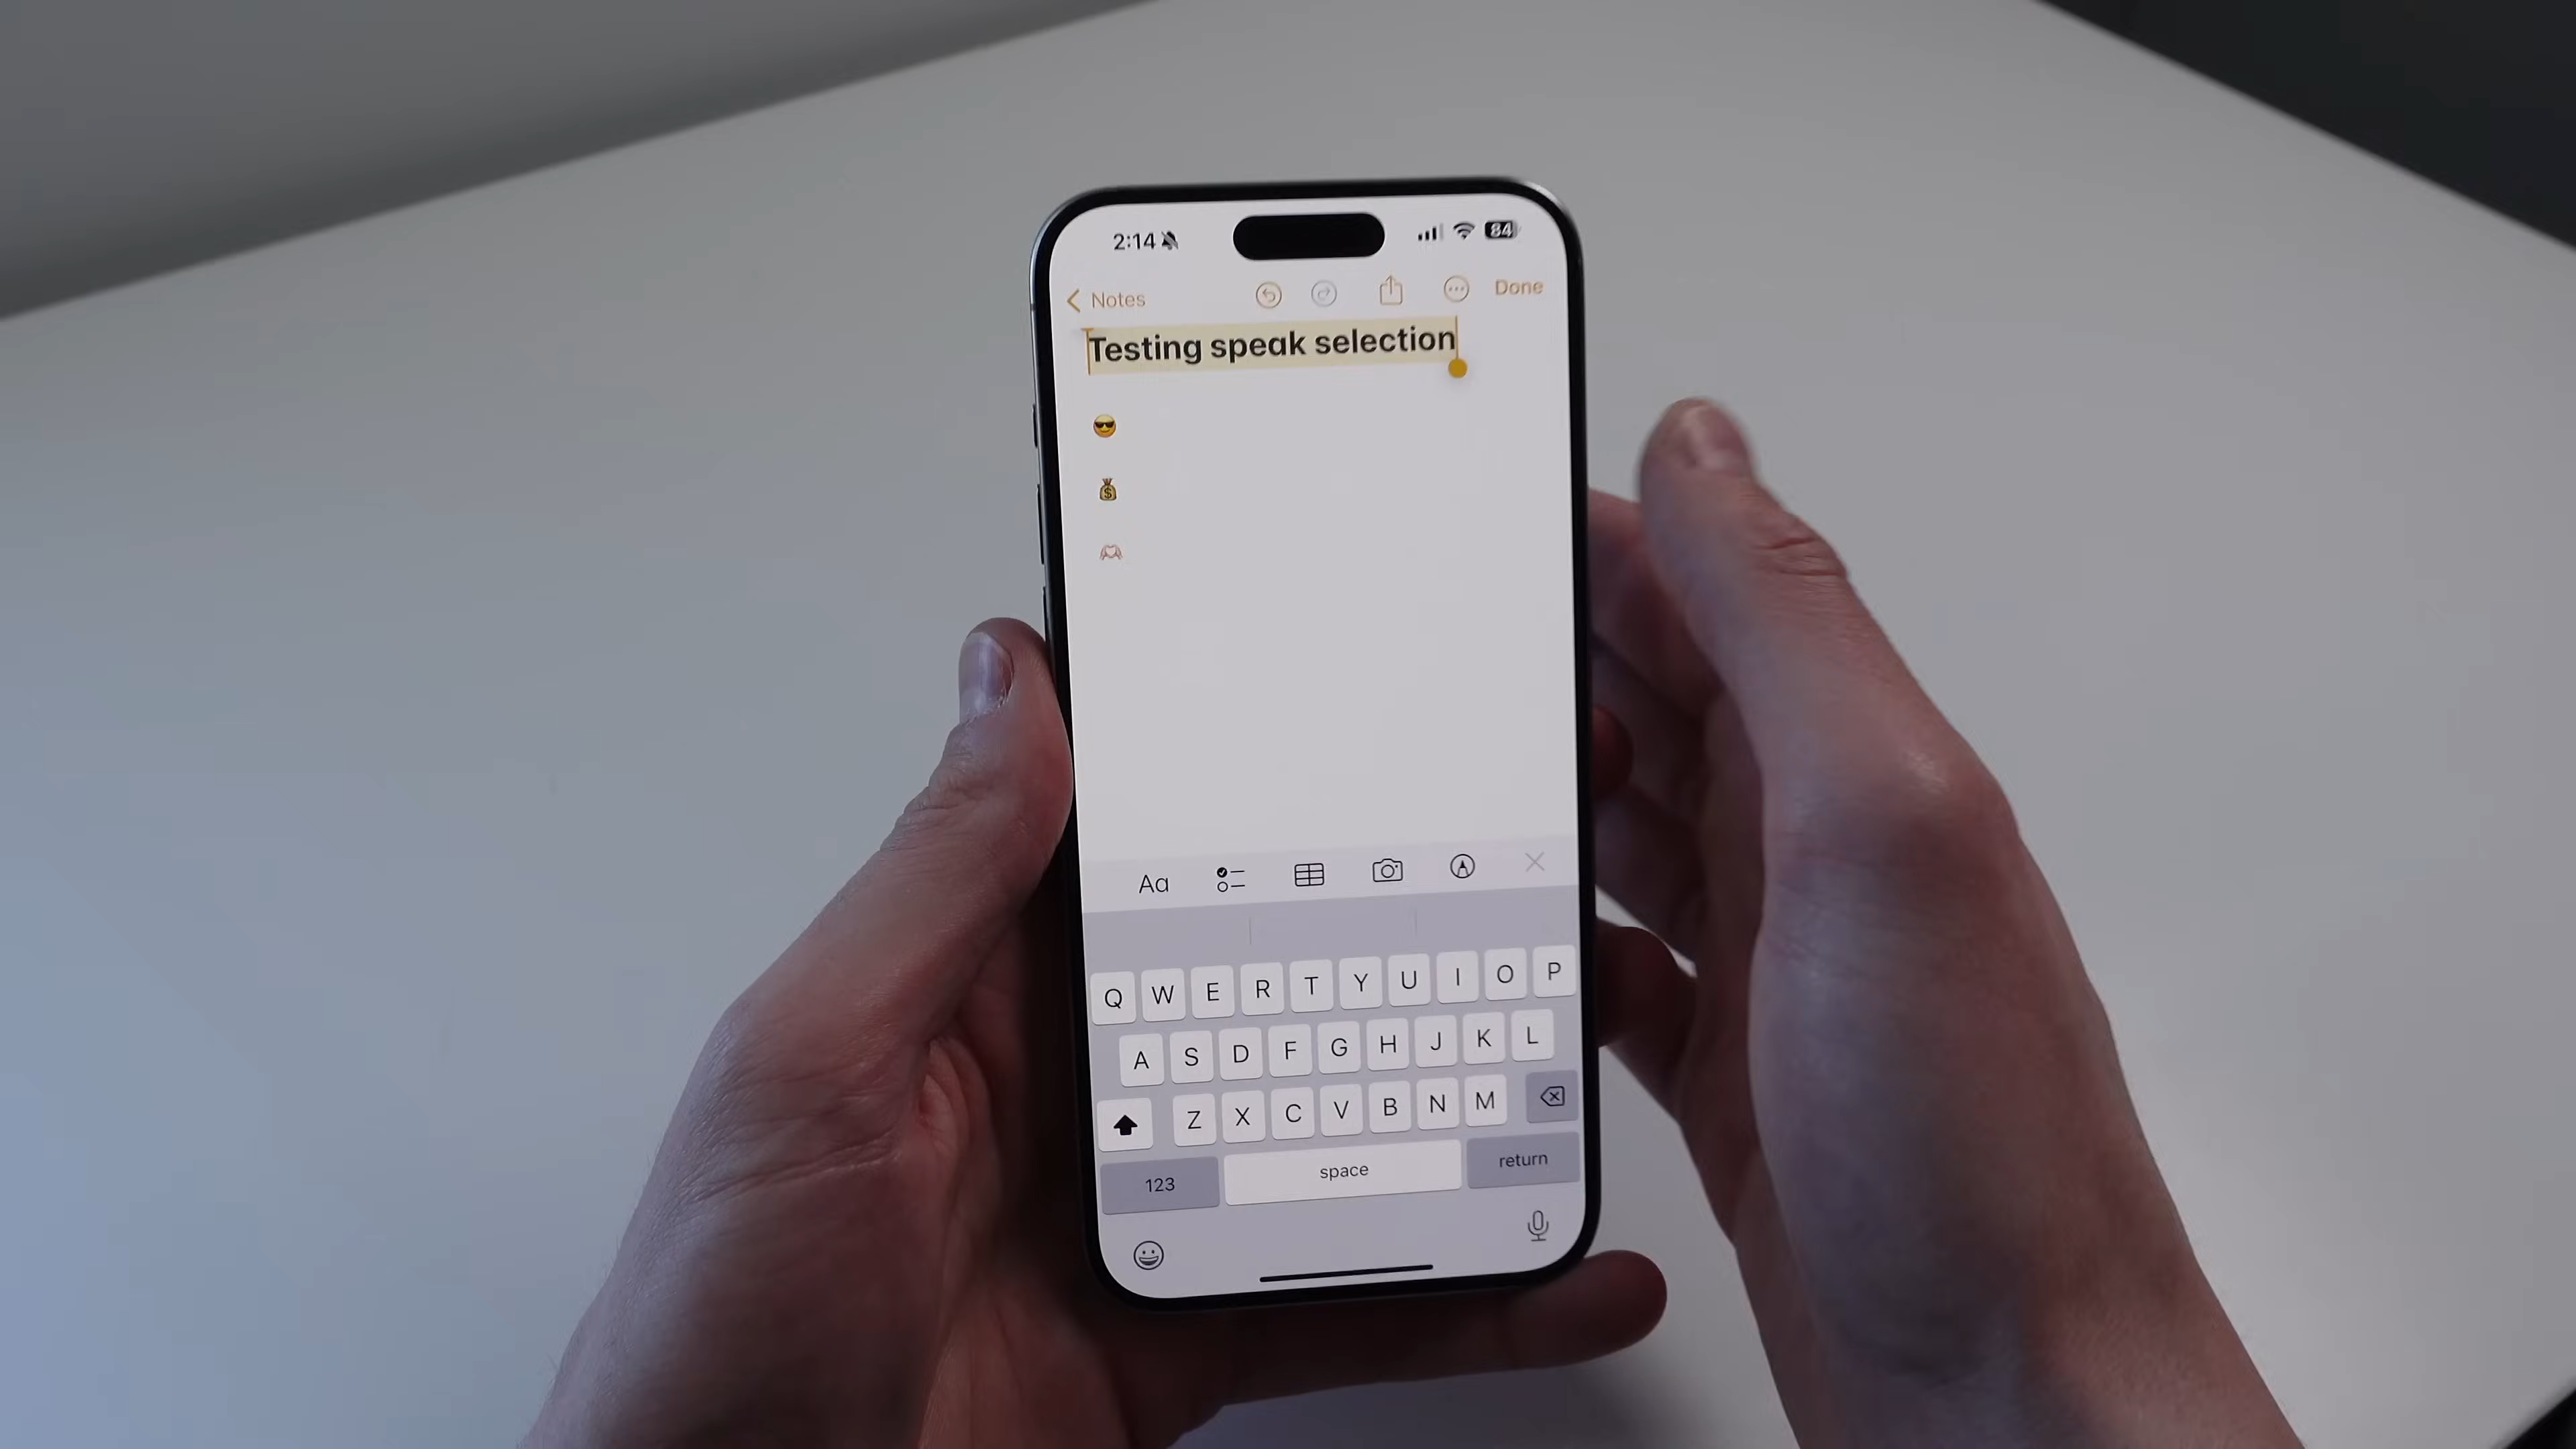 2:14 84
Notes Done
Testing speak selection
😎
💰
🫶🏻
Aa
Q W E R T Y U I O P
A S D F G H J K L
Z X C V B N M
123 space return